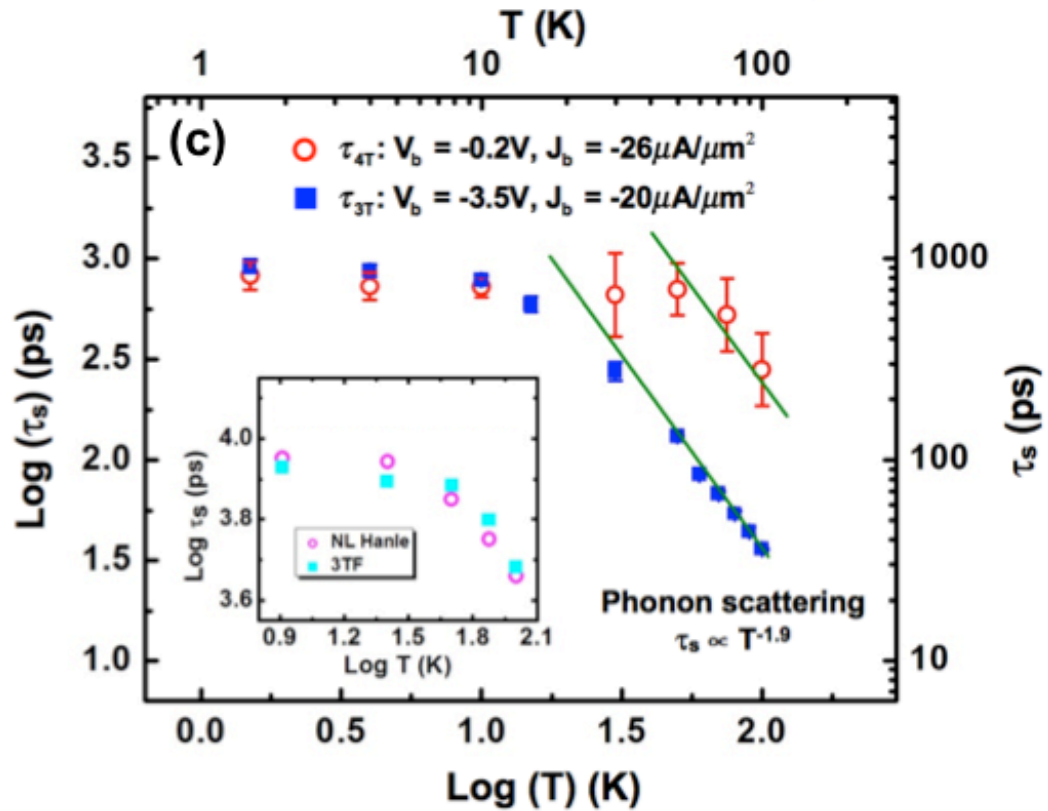 T (K)
1 10 100
(c)
τ4T: Vb = -0.2V, Jb = -26μA/μm²
τ3T: Vb = -3.5V, Jb = -20μA/μm²
Log (τs) (ps)
3.5
3.0
2.5
2.0
1.5
1.0
1000
100
10
τs (ps)
Log τs (ps)
4.0
3.8
3.6
NL Hanle
3TF
0.9 1.2 1.5 1.8 2.1
Log T (K)
Phonon scattering
τs ∝ T-1.9
0.0 0.5 1.0 1.5 2.0
Log (T) (K)